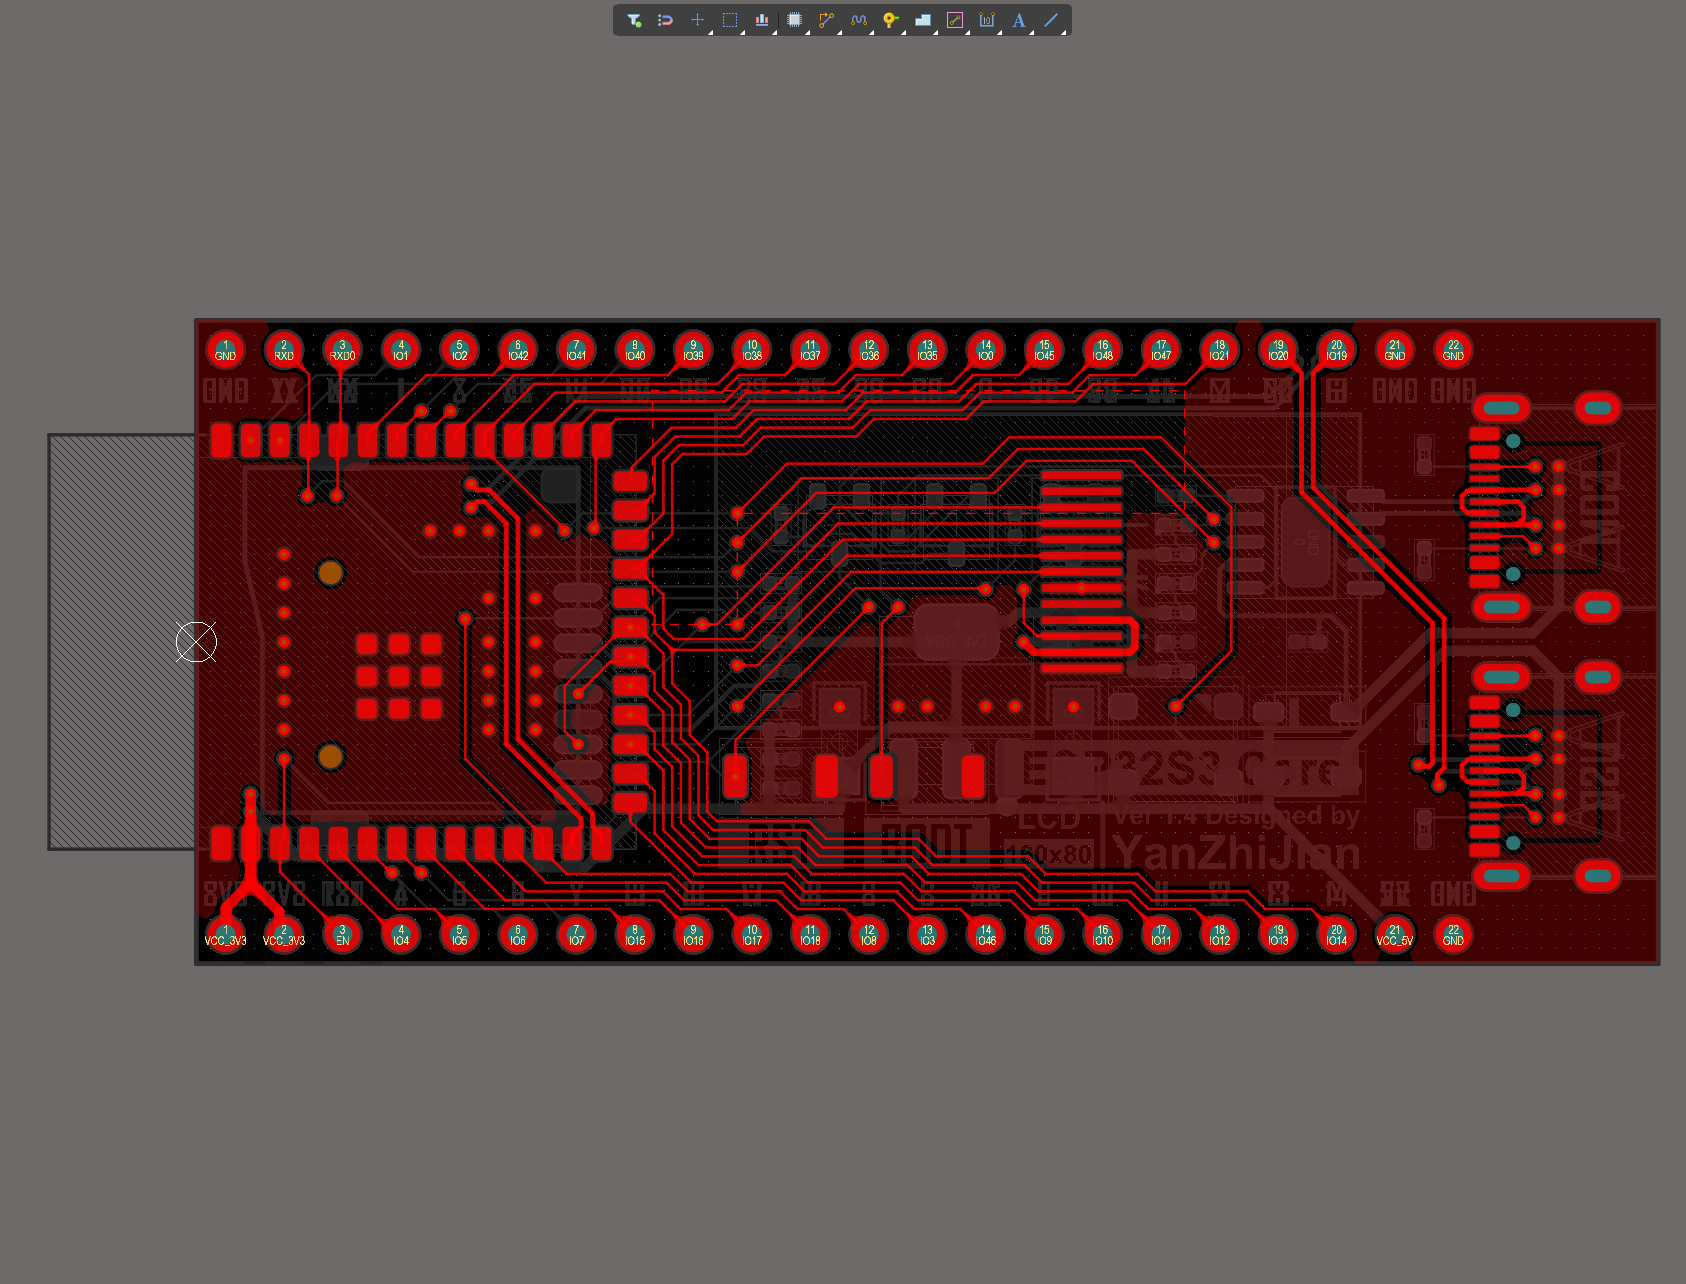 1 GND
2 RXD
3 RXD0
4 IO1
5 IO2
6 IO42
7 IO41
8 IO40
9 IO39
10 IO38
11 IO37
12 IO36
13 IO35
14 IO0
15 IO45
16 IO48
17 IO47
18 IO21
19 IO20
20 IO19
21 GND
22 GND
VCC_3V3
ESP32S3 Core
LCD
160x80
Ver 1.4 Designed by
YanZhiJian
BOOT
1 VCC_3V3
2 VCC_3V3
3 EN
4 IO4
5 IO5
6 IO6
7 IO7
8 IO15
9 IO16
10 IO17
11 IO18
12 IO8
13 IO3
14 IO46
15 IO9
16 IO10
17 IO11
18 IO12
19 IO13
20 IO14
21 VCC_5V
22 GND